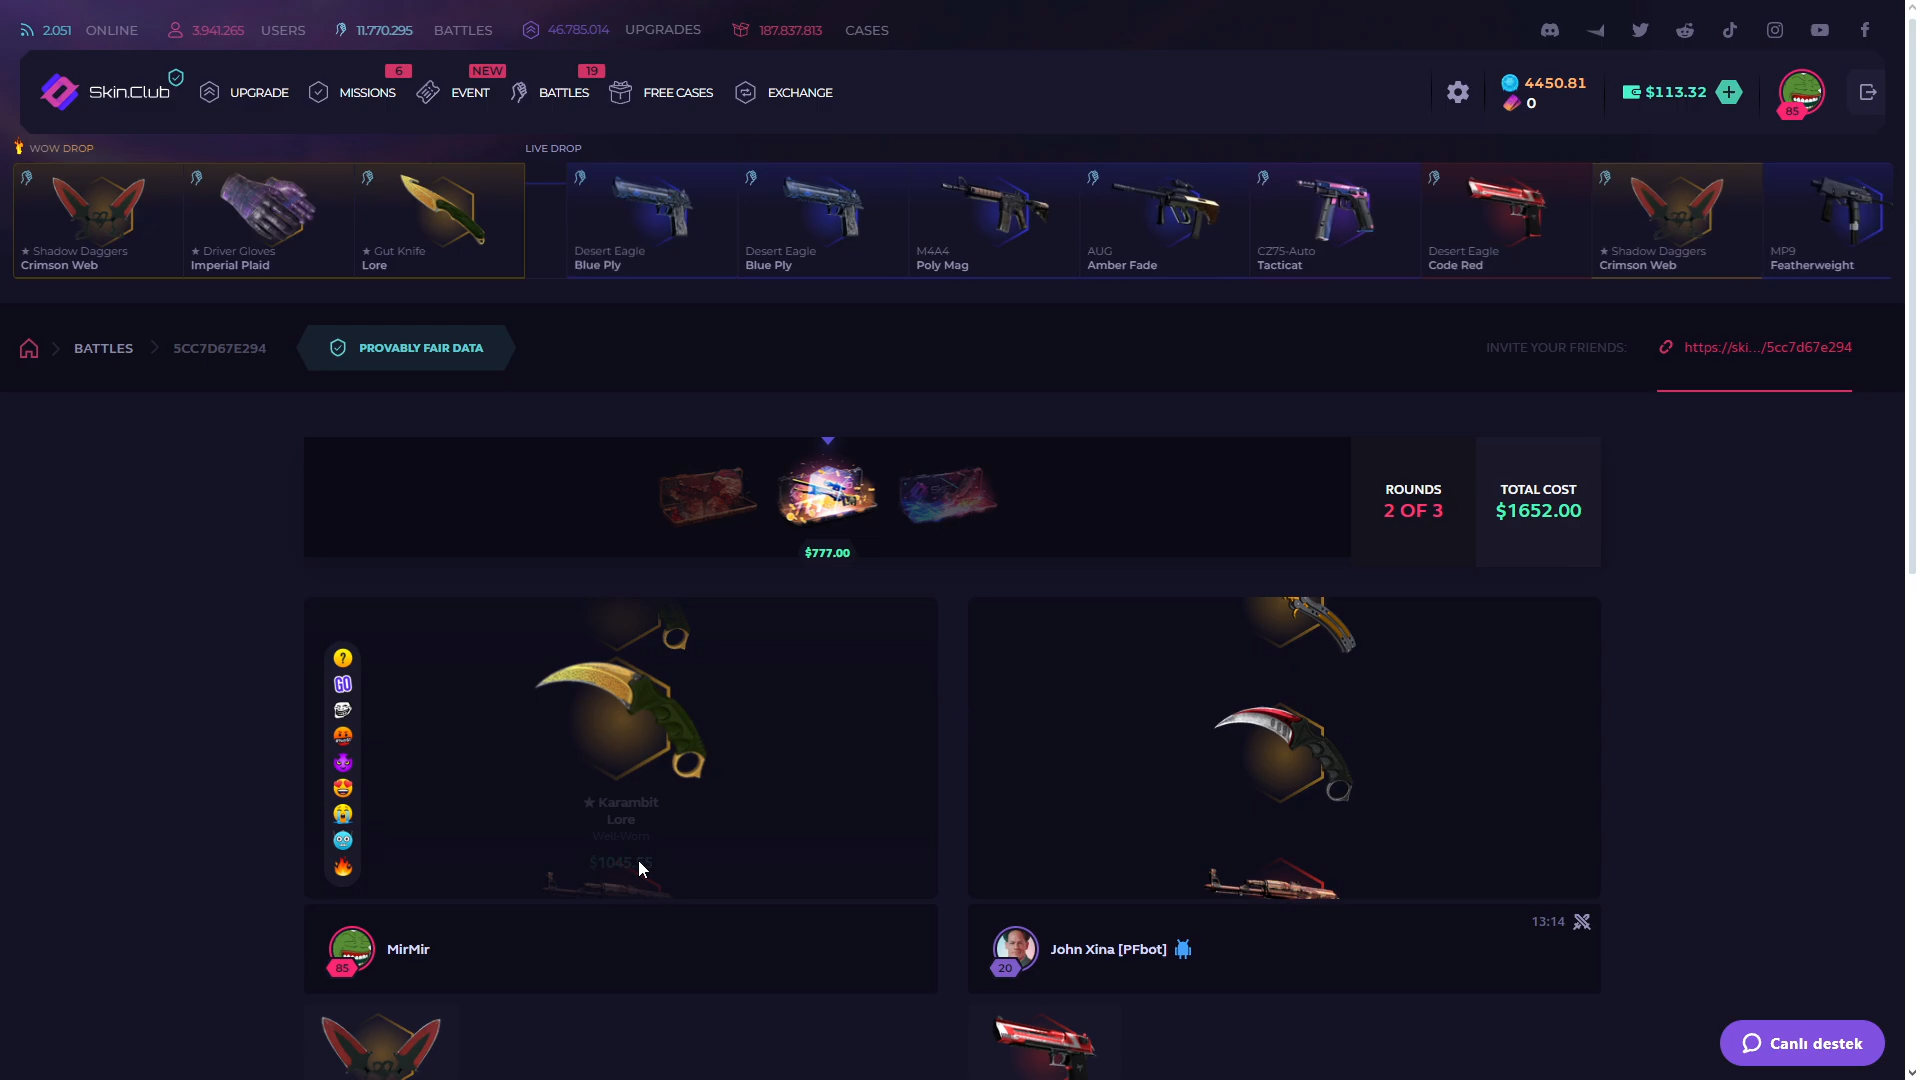 2.051 ONLINE 3.941.265 USERS 11.770.295 BATTLES 46.785.014 UPGRADES 187.837.813 CASES
Skin.Club
UPGRADE
6
MISSIONS
NEW
EVENT
19
BATTLES
FREE CASES
EXCHANGE
4450.81
0
$113.32
85
WOW DROP
LIVE DROP
★ Shadow Daggers
Crimson Web
★ Driver Gloves
Imperial Plaid
★ Gut Knife
Lore
Desert Eagle
Blue Ply
Desert Eagle
Blue Ply
M4A4
Poly Mag
AUG
Amber Fade
CZ75-Auto
Tacticat
Desert Eagle
Code Red
★ Shadow Daggers
Crimson Web
MP9
Featherweight
BATTLES
5CC7D67E294
PROVABLY FAIR DATA
INVITE YOUR FRIENDS:
https://ski.../5cc7d67e294
$777.00
ROUNDS
2 OF 3
TOTAL COST
$1652.00
?
GO
★ Karambit
Lore
Well-Worn
85
MirMir
20
John Xina [PFbot]
13:14
Canlı destek